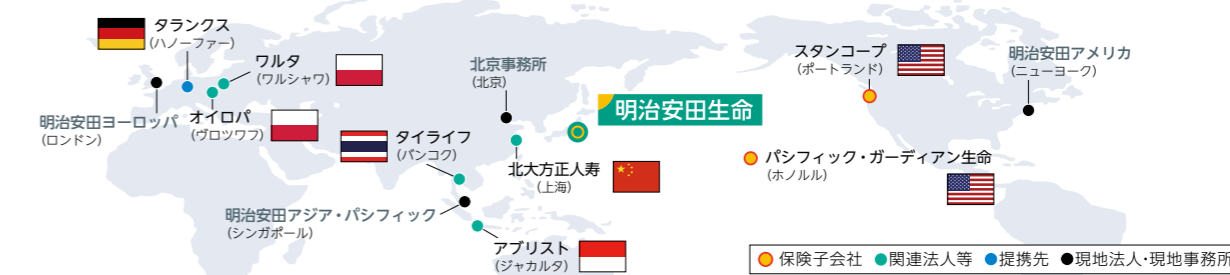 タランクス
(ハノーファー)
ワルタ
(ワルシャワ)
明治安田ヨーロッパ
(ロンドン)
オイロパ
(ヴロツワフ)
北京事務所
(北京)
明治安田生命
タイライフ
(バンコク)
北大方正人寿
(上海)
明治安田アジア・パシフィック
(シンガポール)
アブリスト
(ジャカルタ)
スタンコープ
(ポートランド)
明治安田アメリカ
(ニューヨーク)
パシフィック・ガーディアン生命
(ホノルル)
保険子会社 関連法人等 提携先 現地法人・現地事務所